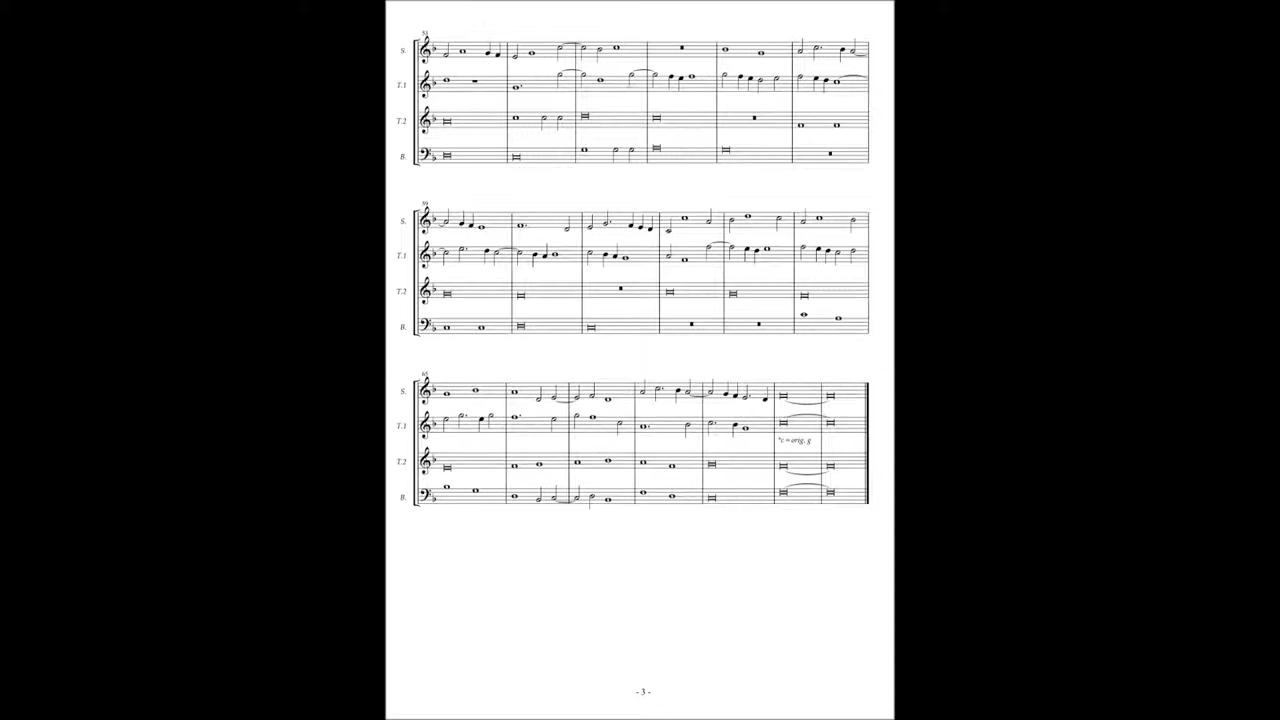 53
S.
T.1
T.2
B.
59
S.
T.1
T.2
B.
65
S.
T.1
*c = orig. g
T.2
B.
- 3 -